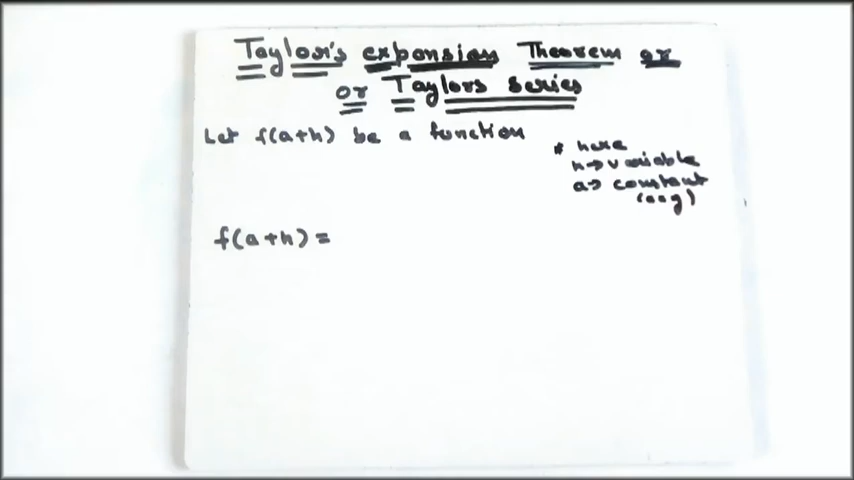 Taylor's expansion Theorem or
or Taylors series
Let f(a+h) be a function
* here
h→ variable
a→ constant
f(a+h) =